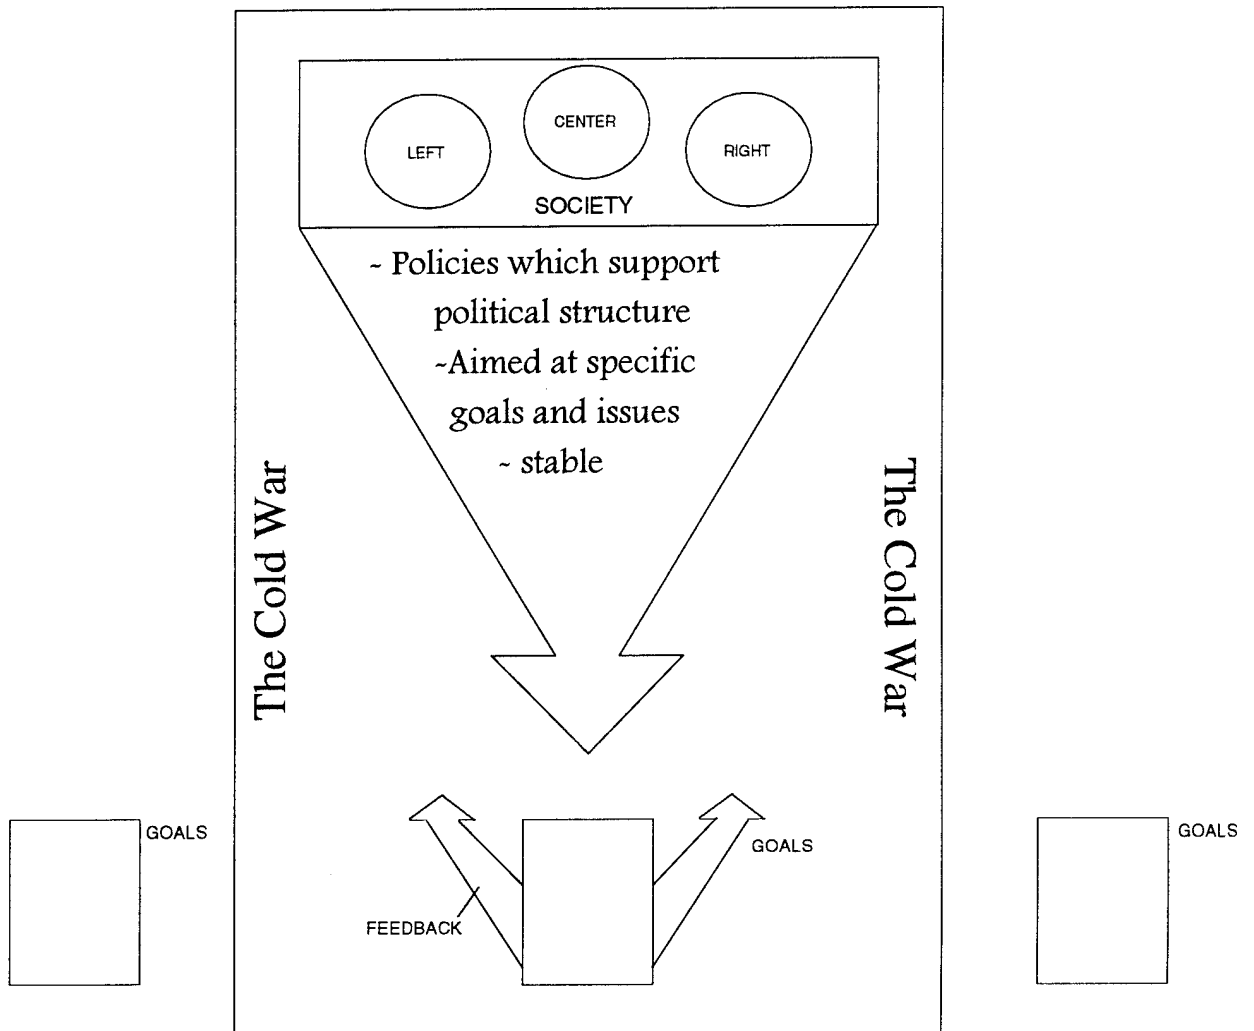 CENTER
LEFT
RIGHT
SOCIETY
~ Policies which support
political structure
~Aimed at specific
goals and issues
~ stable
The Cold War
The Cold War
GOALS
GOALS
GOALS
FEEDBACK